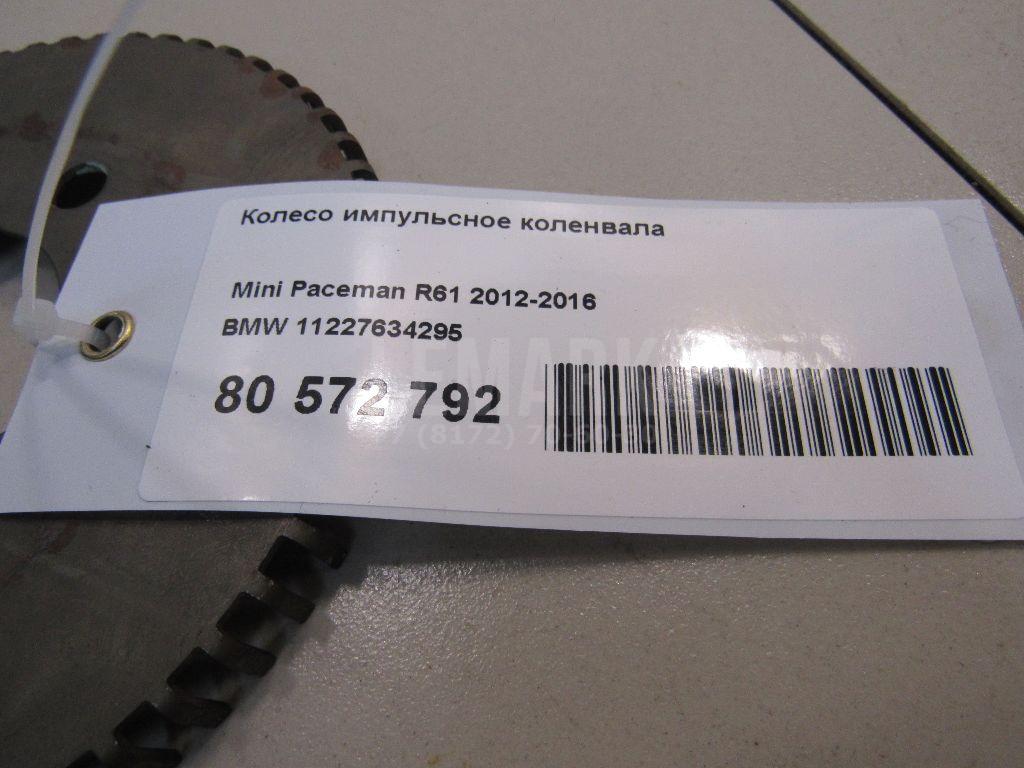 Колесо импульсное коленвала
Mini Paceman R61 2012-2016
BMW 11227634295
80 572 792